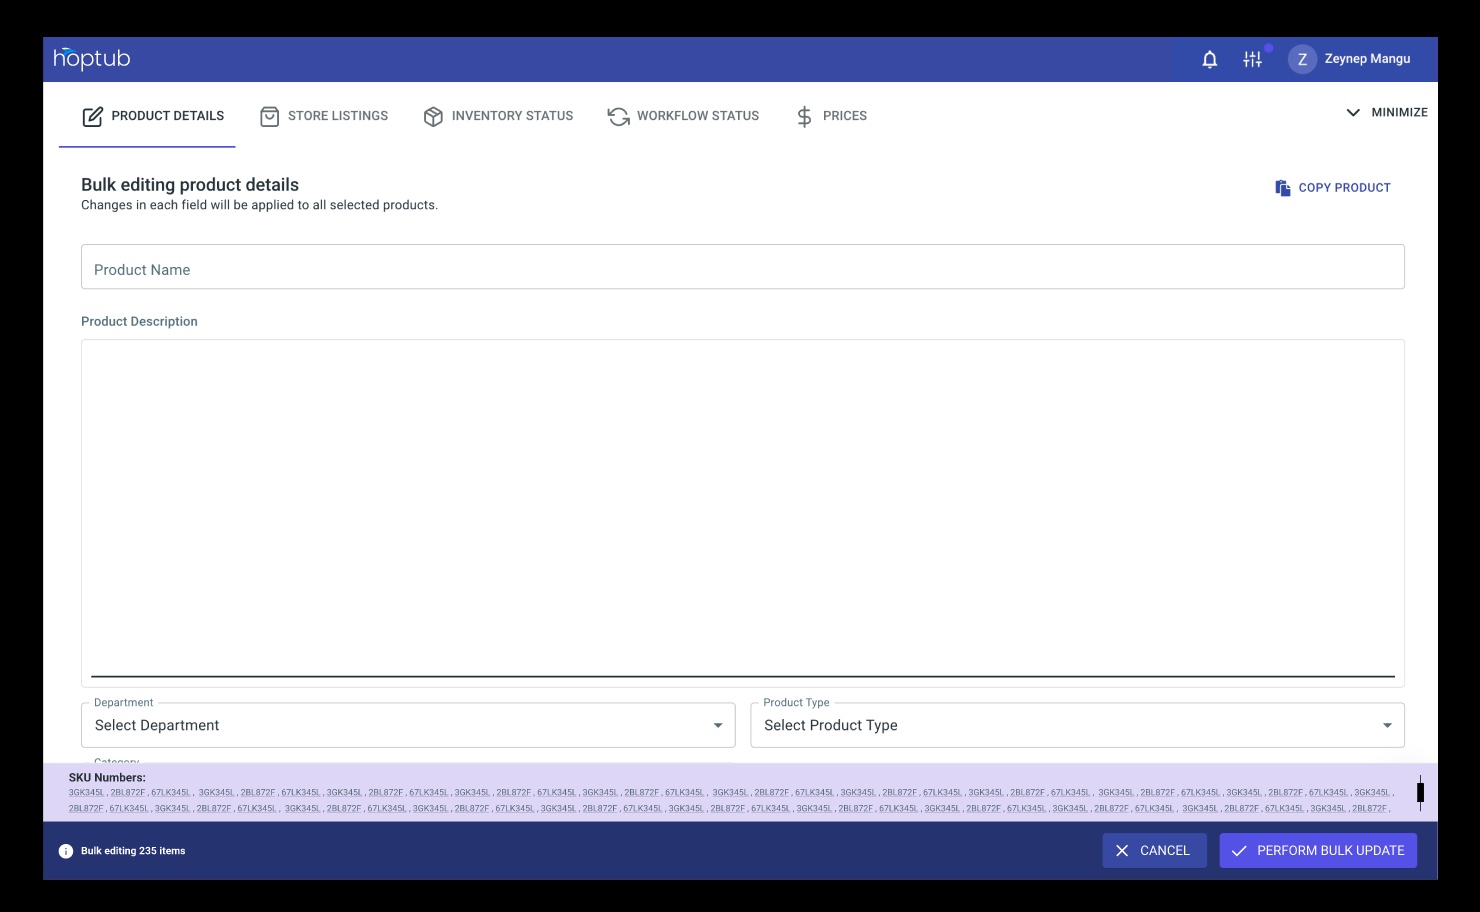 hoptub
Z Zeynep Mangu
PRODUCT DETAILS STORE LISTINGS INVENTORY STATUS WORKFLOW STATUS PRICES MINIMIZE
Bulk editing product details
Changes in each field will be applied to all selected products.
COPY PRODUCT
Product Name
Product Description
Department Product Type
Select Department Select Product Type
Category
SKU Numbers:
3GK345L , 2BL872F , 67LK345L , 3GK345L , 2BL872F , 67LK345L , 3GK345L , 2BL872F , 67LK345L , 3GK345L , 2BL872F , 67LK345L , 3GK345L , 2BL872F , 67LK345L , 3GK345L , 2BL872F , 67LK345L , 3GK345L , 2BL872F , 67LK345L , 3GK345L , 2BL872F , 67LK345L , 3GK345L , 2BL872F , 67LK345L , 3GK345L , 2BL872F , 67LK345L , 3GK345L ,
2BL872F , 67LK345L , 3GK345L , 2BL872F , 67LK345L , 3GK345L , 2BL872F , 67LK345L , 3GK345L , 2BL872F , 67LK345L , 3GK345L , 2BL872F , 67LK345L , 3GK345L , 2BL872F , 67LK345L , 3GK345L , 2BL872F , 67LK345L , 3GK345L , 2BL872F , 67LK345L , 3GK345L , 2BL872F , 67LK345L , 3GK345L , 2BL872F , 67LK345L , 3GK345L , 2BL872F ,
Bulk editing 235 items
CANCEL PERFORM BULK UPDATE